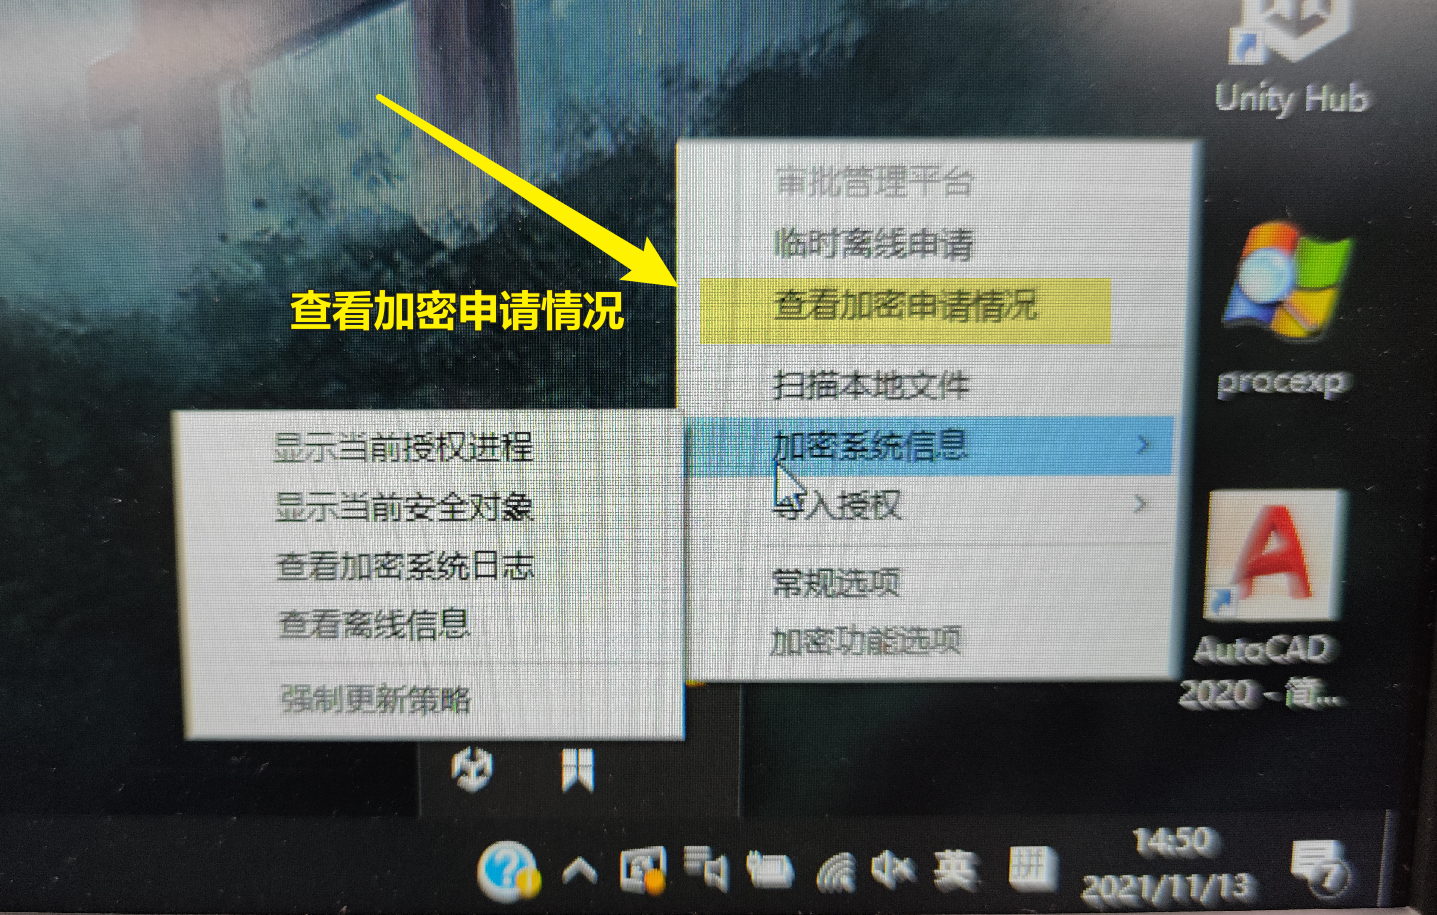 Unity Hub
审批管理平台
临时离线申请
查看加密申请情况
查看加密申请情况
扫描本地文件
加密系统信息
导入授权
常规选项
加密功能选项
显示当前授权进程
显示当前安全对象
查看加密系统日志
查看离线信息
强制更新策略
procexp
AutoCAD
2020 - 简...
英
拼
14:50
2021/11/13
7